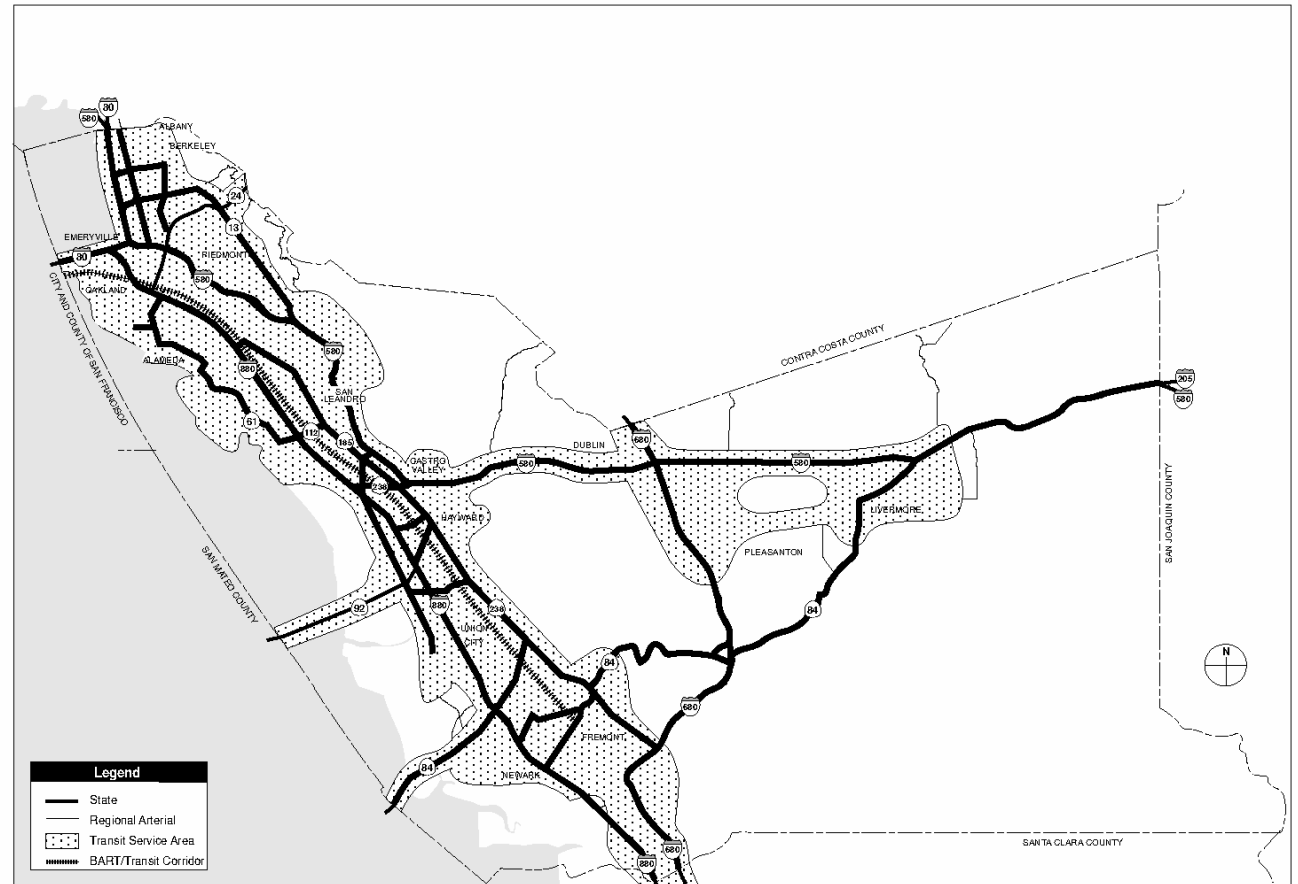 80
580
ALBANY
BERKELEY
24
13
EMERYVILLE
80
RIEDMONT
580
OAKLAND
CITY AND COUNTY OF SAN FRANCISCO
ALAMEDA
880
580
SAN
LEANDRO
CONTRA COSTA COUNTY
205
580
61
112
185
DUBLIN
680
CASTRO
VALLEY
580
580
238
HAYWARD
LIVERMORE
SAN JOAQUIN COUNTY
PLEASANTON
SAN MATEO COUNTY
92
880
238
84
UNION
CITY
84
N
680
FREMONT
84
NEWARK
Legend
State
Regional Arterial
Transit Service Area
BART/Transit Corridor
SANTA CLARA COUNTY
680
880